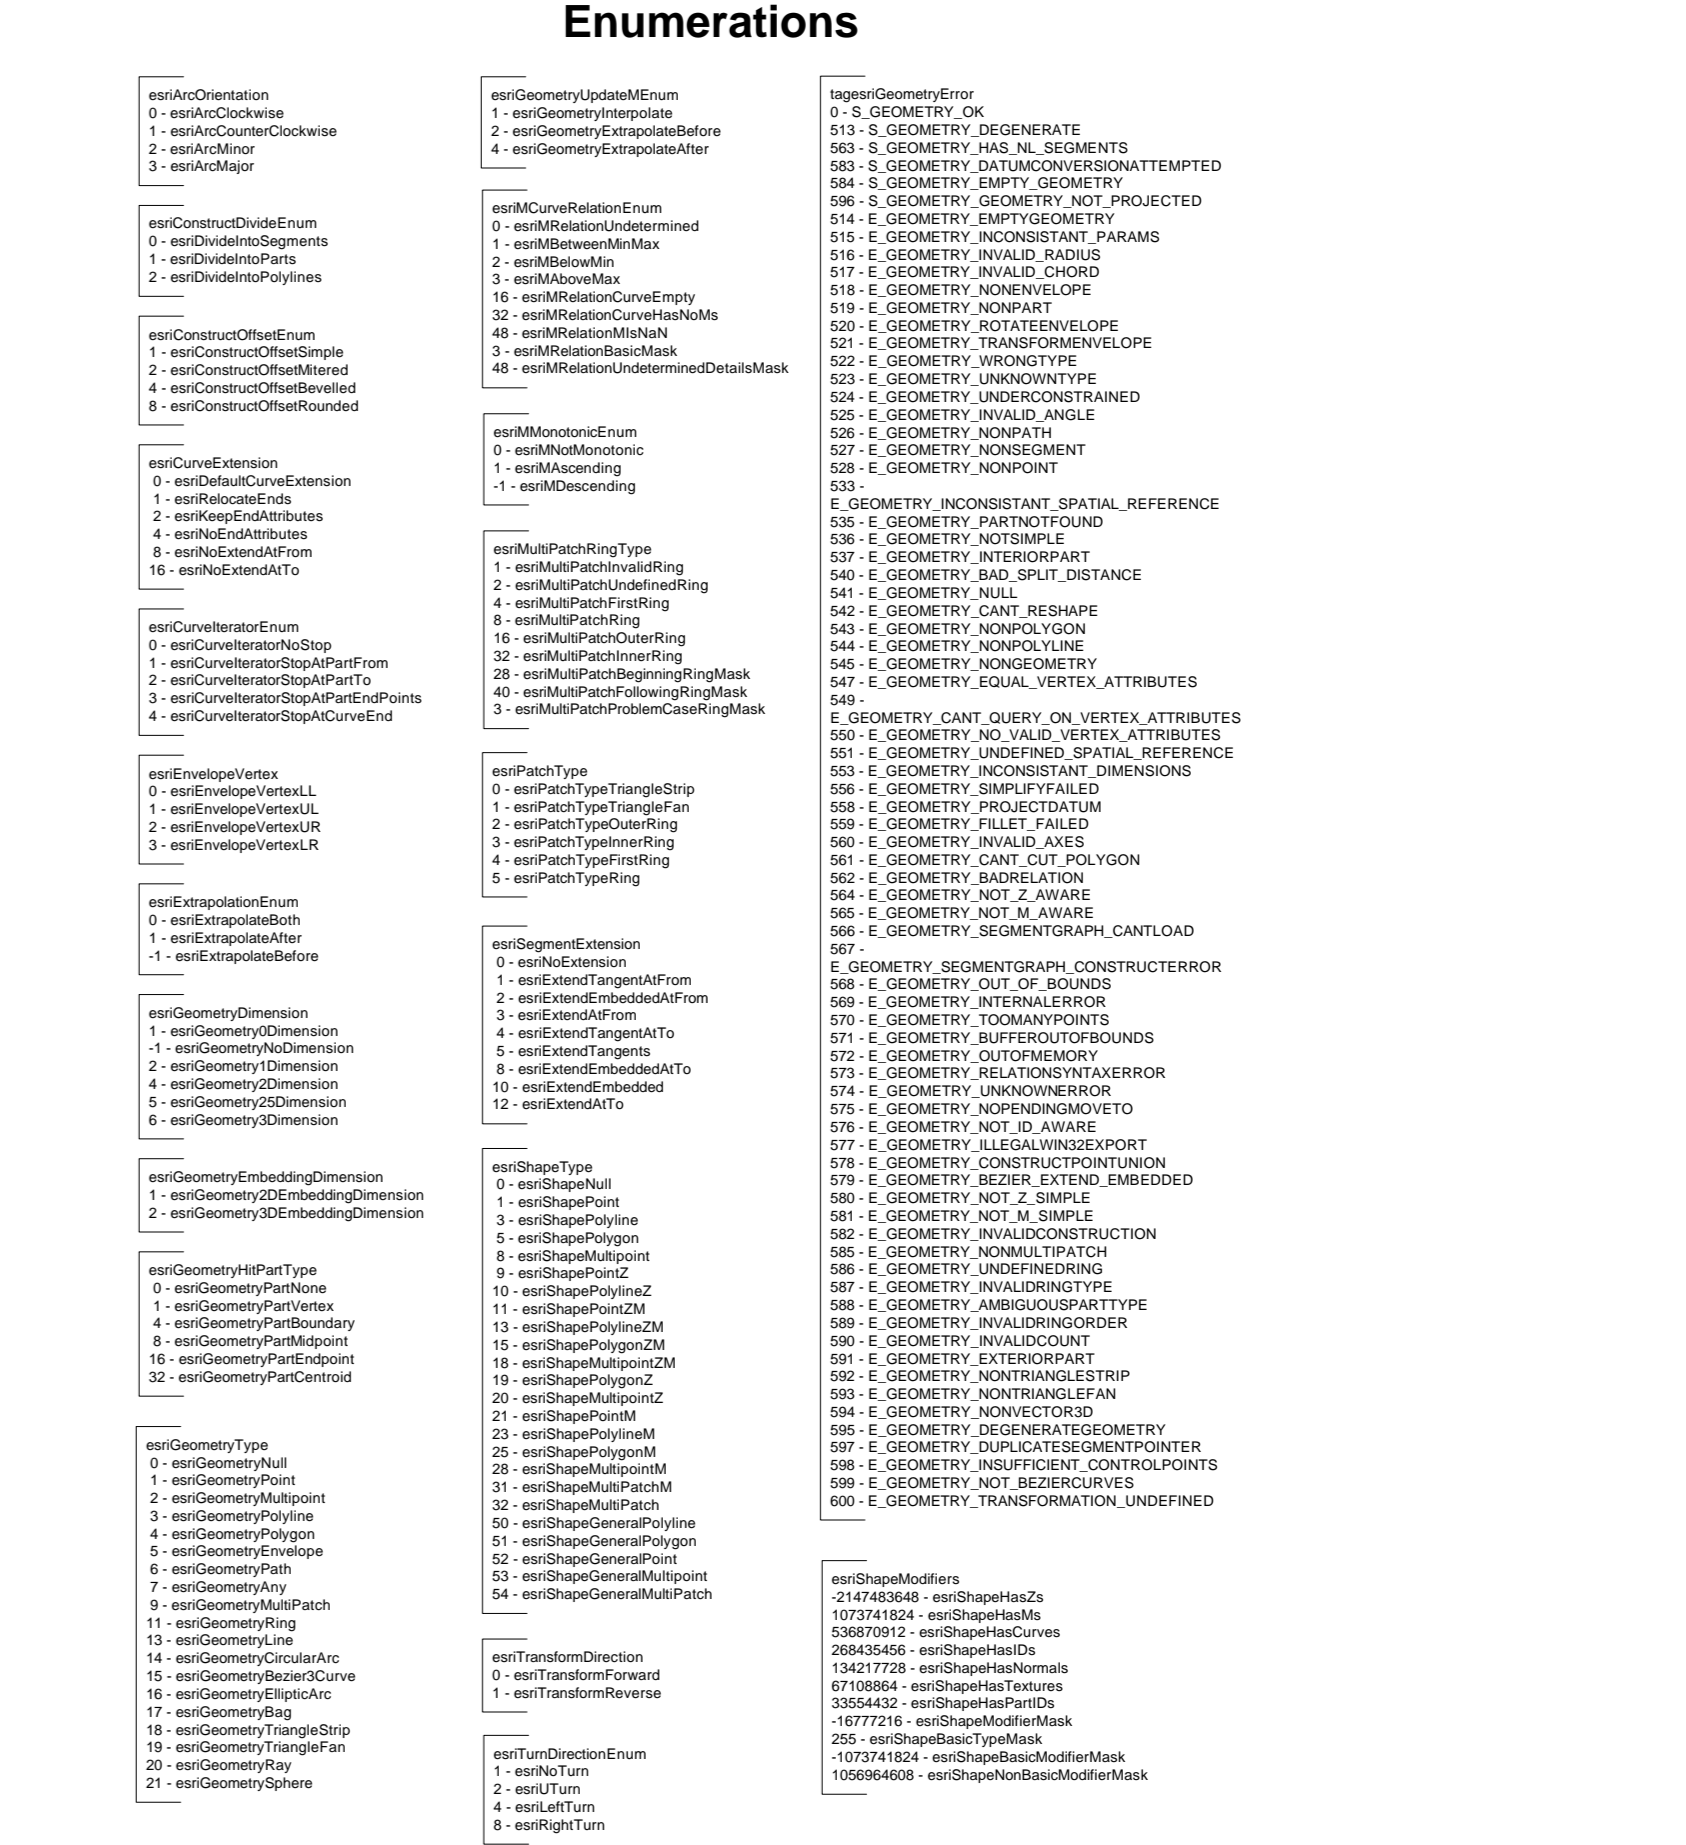 Enumerations
esriArcOrientation
0 - esriArcClockwise
1 - esriArcCounterClockwise
2 - esriArcMinor
3 - esriArcMajor
esriConstructDivideEnum
0 - esriDivideIntoSegments
1 - esriDivideIntoParts
2 - esriDivideIntoPolylines
esriConstructOffsetEnum
1 - esriConstructOffsetSimple
2 - esriConstructOffsetMitered
4 - esriConstructOffsetBevelled
8 - esriConstructOffsetRounded
esriCurveExtension
0 - esriDefaultCurveExtension
1 - esriRelocateEnds
2 - esriKeepEndAttributes
4 - esriNoEndAttributes
8 - esriNoExtendAtFrom
16 - esriNoExtendAtTo
esriCurveIteratorEnum
0 - esriCurveIteratorNoStop
1 - esriCurveIteratorStopAtPartFrom
2 - esriCurveIteratorStopAtPartTo
3 - esriCurveIteratorStopAtPartEndPoints
4 - esriCurveIteratorStopAtCurveEnd
esriEnvelopeVertex
0 - esriEnvelopeVertexLL
1 - esriEnvelopeVertexUL
2 - esriEnvelopeVertexUR
3 - esriEnvelopeVertexLR
esriExtrapolationEnum
0 - esriExtrapolateBoth
1 - esriExtrapolateAfter
-1 - esriExtrapolateBefore
esriGeometryDimension
1 - esriGeometry0Dimension
-1 - esriGeometryNoDimension
2 - esriGeometry1Dimension
4 - esriGeometry2Dimension
5 - esriGeometry25Dimension
6 - esriGeometry3Dimension
esriGeometryEmbeddingDimension
1 - esriGeometry2DEmbeddingDimension
2 - esriGeometry3DEmbeddingDimension
esriGeometryHitPartType
0 - esriGeometryPartNone
1 - esriGeometryPartVertex
4 - esriGeometryPartBoundary
8 - esriGeometryPartMidpoint
16 - esriGeometryPartEndpoint
32 - esriGeometryPartCentroid
esriGeometryType
0 - esriGeometryNull
1 - esriGeometryPoint
2 - esriGeometryMultipoint
3 - esriGeometryPolyline
4 - esriGeometryPolygon
5 - esriGeometryEnvelope
6 - esriGeometryPath
7 - esriGeometryAny
9 - esriGeometryMultiPatch
11 - esriGeometryRing
13 - esriGeometryLine
14 - esriGeometryCircularArc
15 - esriGeometryBezier3Curve
16 - esriGeometryEllipticArc
17 - esriGeometryBag
18 - esriGeometryTriangleStrip
19 - esriGeometryTriangleFan
20 - esriGeometryRay
21 - esriGeometrySphere
esriGeometryUpdateMEnum
1 - esriGeometryInterpolate
2 - esriGeometryExtrapolateBefore
4 - esriGeometryExtrapolateAfter
esriMCurveRelationEnum
0 - esriMRelationUndetermined
1 - esriMBetweenMinMax
2 - esriMBelowMin
3 - esriMAboveMax
16 - esriMRelationCurveEmpty
32 - esriMRelationCurveHasNoMs
48 - esriMRelationMIsNaN
3 - esriMRelationBasicMask
48 - esriMRelationUndeterminedDetailsMask
esriMMonotonicEnum
0 - esriMNotMonotonic
1 - esriMAscending
-1 - esriMDescending
esriMultiPatchRingType
1 - esriMultiPatchInvalidRing
2 - esriMultiPatchUndefinedRing
4 - esriMultiPatchFirstRing
8 - esriMultiPatchRing
16 - esriMultiPatchOuterRing
32 - esriMultiPatchInnerRing
28 - esriMultiPatchBeginningRingMask
40 - esriMultiPatchFollowingRingMask
3 - esriMultiPatchProblemCaseRingMask
esriPatchType
0 - esriPatchTypeTriangleStrip
1 - esriPatchTypeTriangleFan
2 - esriPatchTypeOuterRing
3 - esriPatchTypeInnerRing
4 - esriPatchTypeFirstRing
5 - esriPatchTypeRing
esriSegmentExtension
0 - esriNoExtension
1 - esriExtendTangentAtFrom
2 - esriExtendEmbeddedAtFrom
3 - esriExtendAtFrom
4 - esriExtendTangentAtTo
5 - esriExtendTangents
8 - esriExtendEmbeddedAtTo
10 - esriExtendEmbedded
12 - esriExtendAtTo
esriShapeType
0 - esriShapeNull
1 - esriShapePoint
3 - esriShapePolyline
5 - esriShapePolygon
8 - esriShapeMultipoint
9 - esriShapePointZ
10 - esriShapePolylineZ
11 - esriShapePointZM
13 - esriShapePolylineZM
15 - esriShapePolygonZM
18 - esriShapeMultipointZM
19 - esriShapePolygonZ
20 - esriShapeMultipointZ
21 - esriShapePointM
23 - esriShapePolylineM
25 - esriShapePolygonM
28 - esriShapeMultipointM
31 - esriShapeMultiPatchM
32 - esriShapeMultiPatch
50 - esriShapeGeneralPolyline
51 - esriShapeGeneralPolygon
52 - esriShapeGeneralPoint
53 - esriShapeGeneralMultipoint
54 - esriShapeGeneralMultiPatch
esriTransformDirection
0 - esriTransformForward
1 - esriTransformReverse
esriTurnDirectionEnum
1 - esriNoTurn
2 - esriUTurn
4 - esriLeftTurn
8 - esriRightTurn
tagesriGeometryError
0 - S_GEOMETRY_OK
513 - S_GEOMETRY_DEGENERATE
563 - S_GEOMETRY_HAS_NL_SEGMENTS
583 - S_GEOMETRY_DATUMCONVERSIONATTEMPTED
584 - S_GEOMETRY_EMPTY_GEOMETRY
596 - S_GEOMETRY_GEOMETRY_NOT_PROJECTED
514 - E_GEOMETRY_EMPTYGEOMETRY
515 - E_GEOMETRY_INCONSISTANT_PARAMS
516 - E_GEOMETRY_INVALID_RADIUS
517 - E_GEOMETRY_INVALID_CHORD
518 - E_GEOMETRY_NONENVELOPE
519 - E_GEOMETRY_NONPART
520 - E_GEOMETRY_ROTATEENVELOPE
521 - E_GEOMETRY_TRANSFORMENVELOPE
522 - E_GEOMETRY_WRONGTYPE
523 - E_GEOMETRY_UNKNOWNTYPE
524 - E_GEOMETRY_UNDERCONSTRAINED
525 - E_GEOMETRY_INVALID_ANGLE
526 - E_GEOMETRY_NONPATH
527 - E_GEOMETRY_NONSEGMENT
528 - E_GEOMETRY_NONPOINT
533 -
E_GEOMETRY_INCONSISTANT_SPATIAL_REFERENCE
535 - E_GEOMETRY_PARTNOTFOUND
536 - E_GEOMETRY_NOTSIMPLE
537 - E_GEOMETRY_INTERIORPART
540 - E_GEOMETRY_BAD_SPLIT_DISTANCE
541 - E_GEOMETRY_NULL
542 - E_GEOMETRY_CANT_RESHAPE
543 - E_GEOMETRY_NONPOLYGON
544 - E_GEOMETRY_NONPOLYLINE
545 - E_GEOMETRY_NONGEOMETRY
547 - E_GEOMETRY_EQUAL_VERTEX_ATTRIBUTES
549 -
E_GEOMETRY_CANT_QUERY_ON_VERTEX_ATTRIBUTES
550 - E_GEOMETRY_NO_VALID_VERTEX_ATTRIBUTES
551 - E_GEOMETRY_UNDEFINED_SPATIAL_REFERENCE
553 - E_GEOMETRY_INCONSISTANT_DIMENSIONS
556 - E_GEOMETRY_SIMPLIFYFAILED
558 - E_GEOMETRY_PROJECTDATUM
559 - E_GEOMETRY_FILLET_FAILED
560 - E_GEOMETRY_INVALID_AXES
561 - E_GEOMETRY_CANT_CUT_POLYGON
562 - E_GEOMETRY_BADRELATION
564 - E_GEOMETRY_NOT_Z_AWARE
565 - E_GEOMETRY_NOT_M_AWARE
566 - E_GEOMETRY_SEGMENTGRAPH_CANTLOAD
567 -
E_GEOMETRY_SEGMENTGRAPH_CONSTRUCTERROR
568 - E_GEOMETRY_OUT_OF_BOUNDS
569 - E_GEOMETRY_INTERNALERROR
570 - E_GEOMETRY_TOOMANYPOINTS
571 - E_GEOMETRY_BUFFEROUTOFBOUNDS
572 - E_GEOMETRY_OUTOFMEMORY
573 - E_GEOMETRY_RELATIONSYNTAXERROR
574 - E_GEOMETRY_UNKNOWNERROR
575 - E_GEOMETRY_NOPENDINGMOVETO
576 - E_GEOMETRY_NOT_ID_AWARE
577 - E_GEOMETRY_ILLEGALWIN32EXPORT
578 - E_GEOMETRY_CONSTRUCTPOINTUNION
579 - E_GEOMETRY_BEZIER_EXTEND_EMBEDDED
580 - E_GEOMETRY_NOT_Z_SIMPLE
581 - E_GEOMETRY_NOT_M_SIMPLE
582 - E_GEOMETRY_INVALIDCONSTRUCTION
585 - E_GEOMETRY_NONMULTIPATCH
586 - E_GEOMETRY_UNDEFINEDRING
587 - E_GEOMETRY_INVALIDRINGTYPE
588 - E_GEOMETRY_AMBIGUOUSPARTTYPE
589 - E_GEOMETRY_INVALIDRINGORDER
590 - E_GEOMETRY_INVALIDCOUNT
591 - E_GEOMETRY_EXTERIORPART
592 - E_GEOMETRY_NONTRIANGLESTRIP
593 - E_GEOMETRY_NONTRIANGLEFAN
594 - E_GEOMETRY_NONVECTOR3D
595 - E_GEOMETRY_DEGENERATEGEOMETRY
597 - E_GEOMETRY_DUPLICATESEGMENTPOINTER
598 - E_GEOMETRY_INSUFFICIENT_CONTROLPOINTS
599 - E_GEOMETRY_NOT_BEZIERCURVES
600 - E_GEOMETRY_TRANSFORMATION_UNDEFINED
esriShapeModifiers
-2147483648 - esriShapeHasZs
1073741824 - esriShapeHasMs
536870912 - esriShapeHasCurves
268435456 - esriShapeHasIDs
134217728 - esriShapeHasNormals
67108864 - esriShapeHasTextures
33554432 - esriShapeHasPartIDs
-16777216 - esriShapeModifierMask
255 - esriShapeBasicTypeMask
-1073741824 - esriShapeBasicModifierMask
1056964608 - esriShapeNonBasicModifierMask